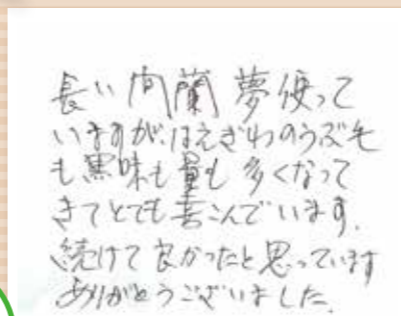 長い間蘭夢使って
いますが、はえぎわのうぶ毛
も黒味も量も多くなって
きてとても喜こんでいます。
続けて良かったと思っています
ありがとうございました。